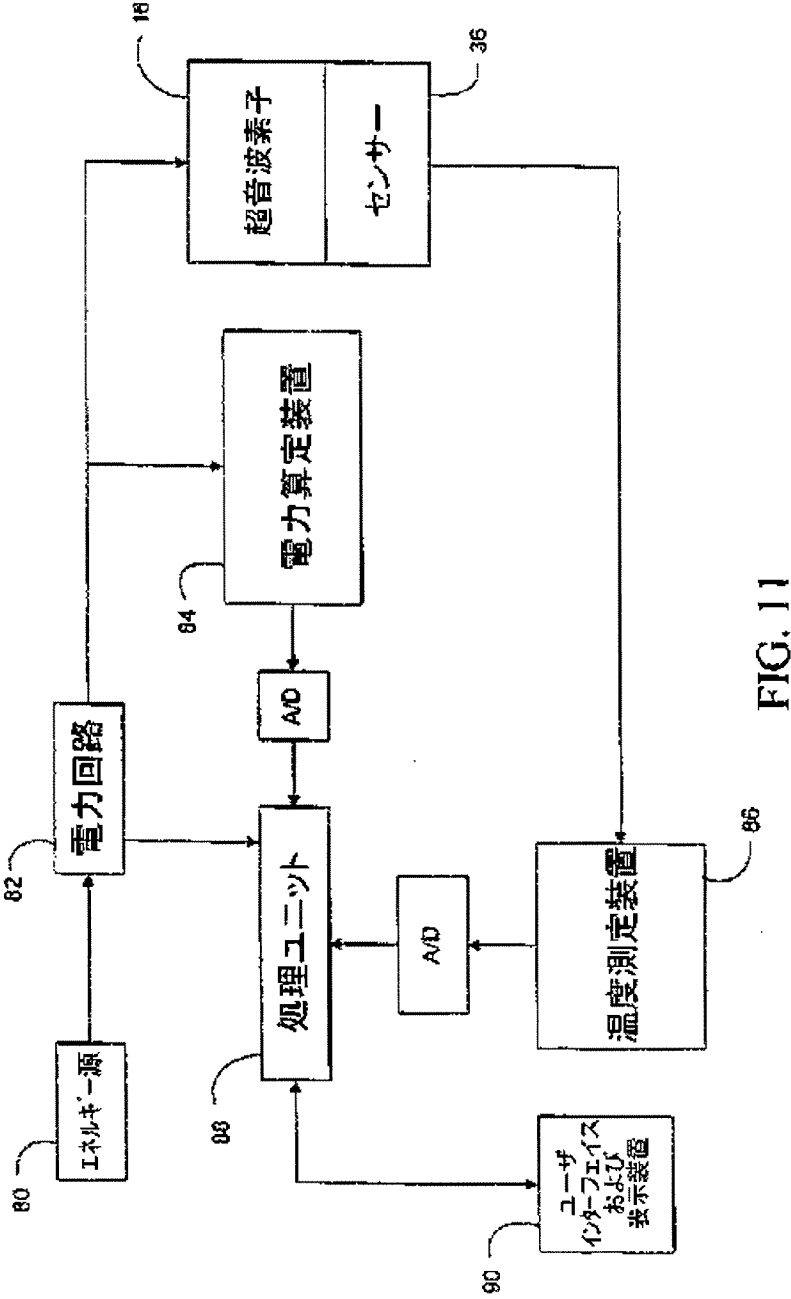 80
エネルギー源
82
電力回路
16
超音波素子
センサー
36
84
電力算定装置
A/D
88
処理ユニット
A/D
86
温度測定装置
90
ユーザ
インターフェイス
および
表示装置
FIG. 11